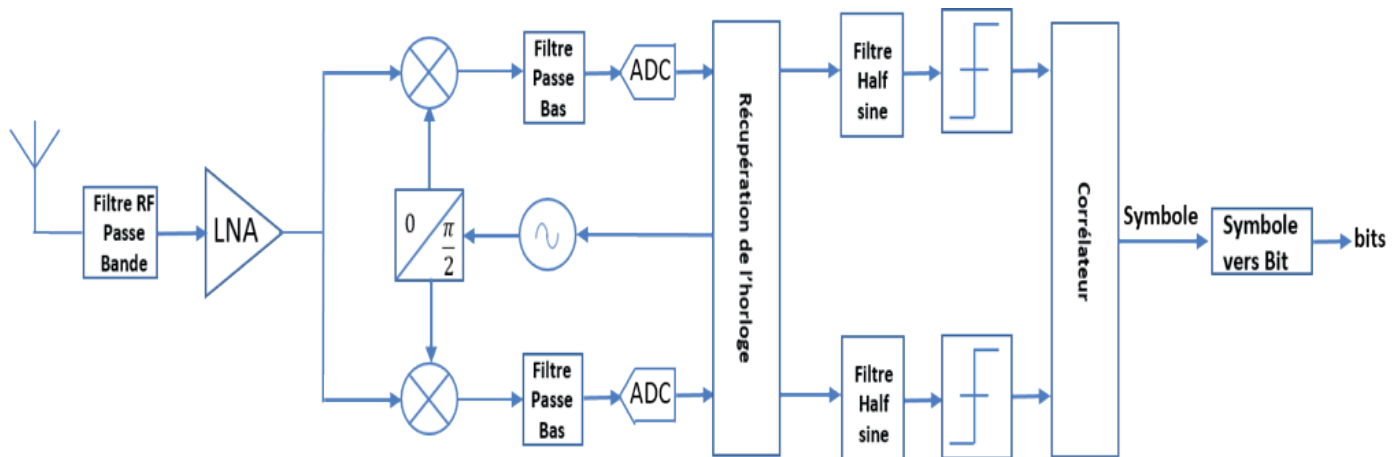 Filtre RF
Passe
Bande
LNA
0
π
2
Filtre
Passe
Bas
ADC
Filtre
Passe
Bas
ADC
Récupération de l'horloge
Filtre
Half
sine
Filtre
Half
sine
Corrélateur
Symbole
Symbole
vers Bit
bits